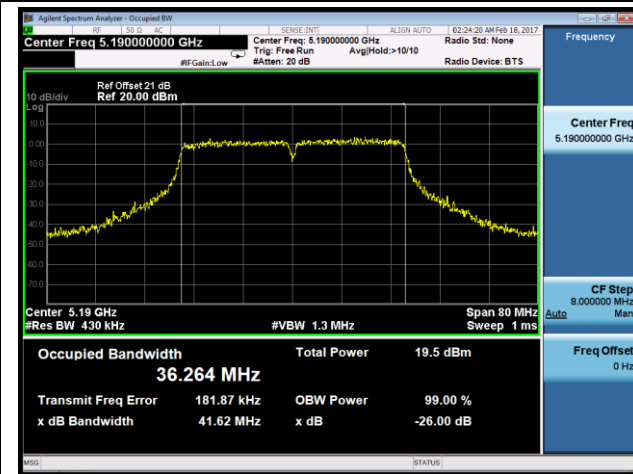 Agilent Spectrum Analyzer - Occupied BW
RF 50 Ω AC SENSE:INT ALIGN AUTO 02:24:20 AM Feb 18, 2017
Center Freq 5.190000000 GHz
Center Freq: 5.190000000 GHz
Radio Std: None
Trig: Free Run Avg|Hold:>10/10
#IFGain:Low
#Atten: 20 dB
Radio Device: BTS
Ref Offset 21 dB
10 dB/div Ref 20.00 dBm
Log
10.0
0.00
-10.0
-20.0
-30.0
-40.0
-50.0
-60.0
-70.0
Center 5.19 GHz Span 80 MHz
#Res BW 430 kHz #VBW 1.3 MHz Sweep 1 ms
Occupied Bandwidth Total Power 19.5 dBm
36.264 MHz
Transmit Freq Error 181.87 kHz OBW Power 99.00 %
x dB Bandwidth 41.62 MHz x dB -26.00 dB
MSG STATUS
Frequency
Center Freq
5.190000000 GHz
CF Step
8.000000 MHz
Auto Man
Freq Offset
0 Hz